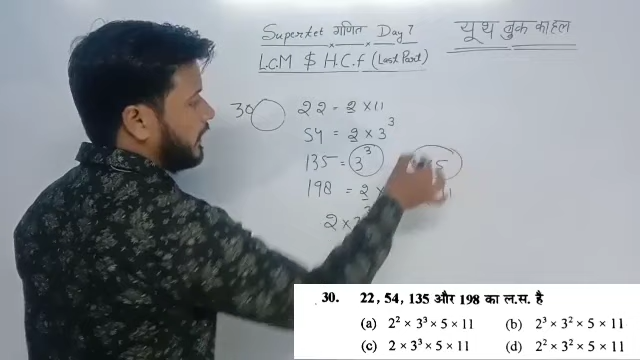 Supertet गणित Day 7
यूथ बुक का हल
L.C.M $ H.C.f (Last Part)
30
22 = 2 × 11
54 = 2 × 3³
135 = 3³ 5
198 = 2 × 11
2 ×
30. 22, 54, 135 और 198 का ल.स. है
(a) 2² × 3³ × 5 × 11 (b) 2³ × 3² × 5 × 11
(c) 2 × 3³ × 5 × 11 (d) 2² × 3² × 5 × 11